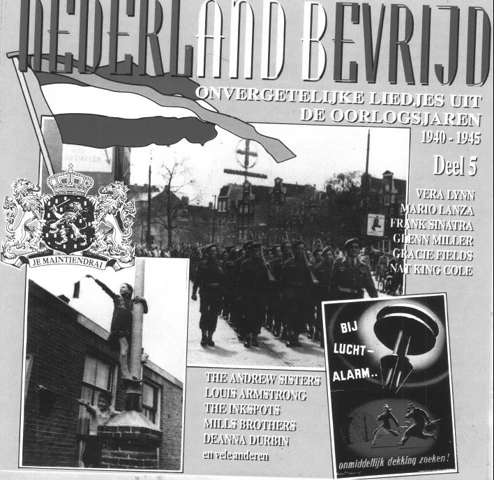 NEDERLAND BEVRIJD
ONVERGETELIJKE LIEDJES UIT
DE OORLOGSJAREN
1940 - 1945
Deel 5
VERA LYNN
MARIO LANZA
FRANK SINATRA
GLENN MILLER
GRACIE FIELDS
NAT KING COLE
JE MAINTIENDRAI
THE ANDREW SISTERS
LOUIS ARMSTRONG
THE INKSPOTS
MILLS BROTHERS
DEANNA DURBIN
en vele anderen
BIJ
LUCHT-
ALARM..
onmiddellijk dekking zoeken!